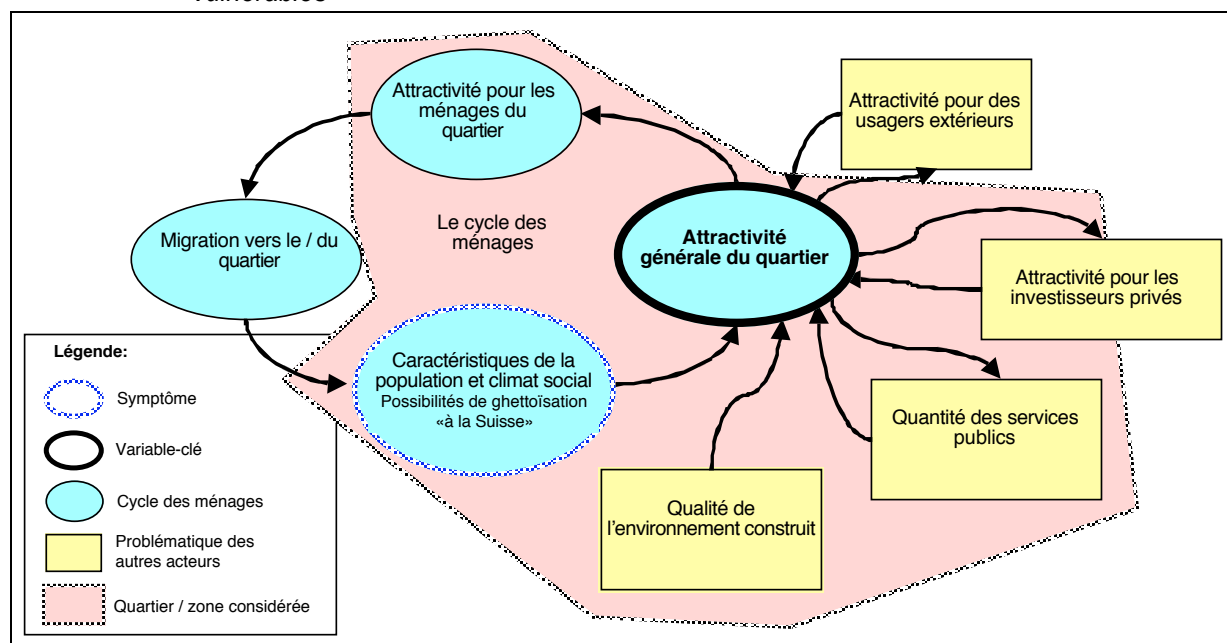 vulnérables
Attractivité pour les
ménages du
quartier
Attractivité pour des
usagers extérieurs
Migration vers le / du
quartier
Le cycle des
ménages
Attractivité
générale du quartier
Attractivité pour les
investisseurs privés
Caractéristiques de la
population et climat social
Possibilités de ghettoïsation
«à la Suisse»
Quantité des services
publics
Qualité de
l'environnement construit
Légende:
Symptôme
Variable-clé
Cycle des ménages
Problématique des
autres acteurs
Quartier / zone considérée